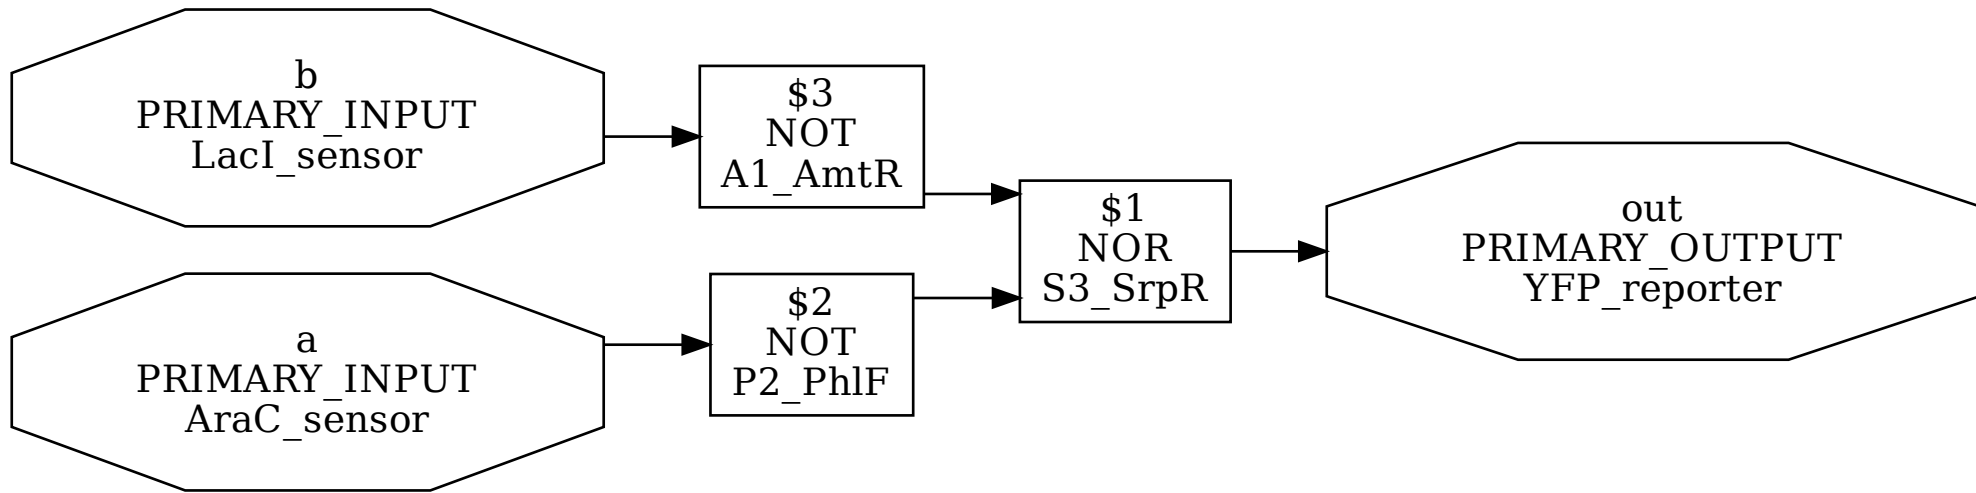 b
PRIMARY_INPUT
LacI_sensor
$3
NOT
A1_AmtR
a
PRIMARY_INPUT
AraC_sensor
$2
NOT
P2_PhlF
$1
NOR
S3_SrpR
out
PRIMARY_OUTPUT
YFP_reporter